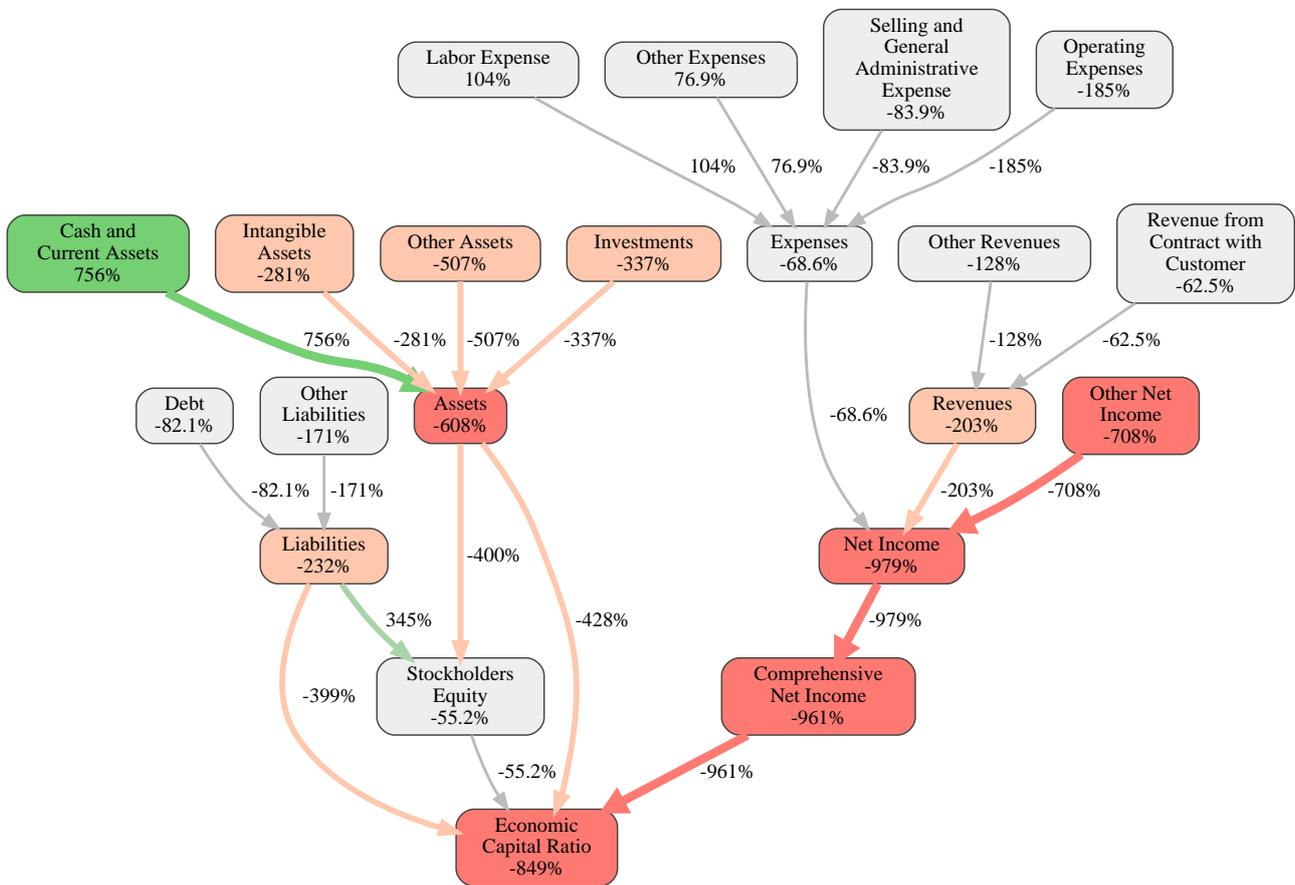 Labor Expense
104%
Other Expenses
76.9%
Selling and
General
Administrative
Expense
-83.9%
Operating
Expenses
-185%
104%
76.9%
-83.9%
-185%
Cash and
Current Assets
756%
Intangible
Assets
-281%
Other Assets
-507%
Investments
-337%
Expenses
-68.6%
Other Revenues
-128%
Revenue from
Contract with
Customer
-62.5%
756%
-281%
-507%
-337%
-128%
-62.5%
Debt
-82.1%
Other
Liabilities
-171%
Assets
-608%
-68.6%
Revenues
-203%
Other Net
Income
-708%
-82.1%
-171%
-203%
-708%
Liabilities
-232%
-400%
Net Income
-979%
345%
-428%
-979%
-399%
Stockholders
Equity
-55.2%
Comprehensive
Net Income
-961%
-55.2%
-961%
Economic
Capital Ratio
-849%